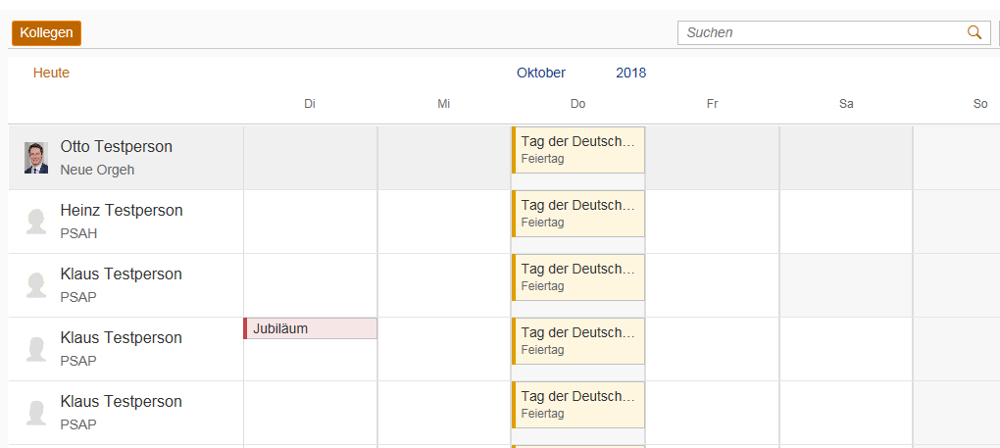 Kollegen
Suchen
Heute
Oktober 2018
Di Mi Do Fr Sa So
Otto Testperson
Neue Orgeh
Tag der Deutsch...
Feiertag
Heinz Testperson
PSAH
Tag der Deutsch...
Feiertag
Klaus Testperson
PSAP
Tag der Deutsch...
Feiertag
Klaus Testperson
PSAP
Jubiläum
Tag der Deutsch...
Feiertag
Klaus Testperson
PSAP
Tag der Deutsch...
Feiertag